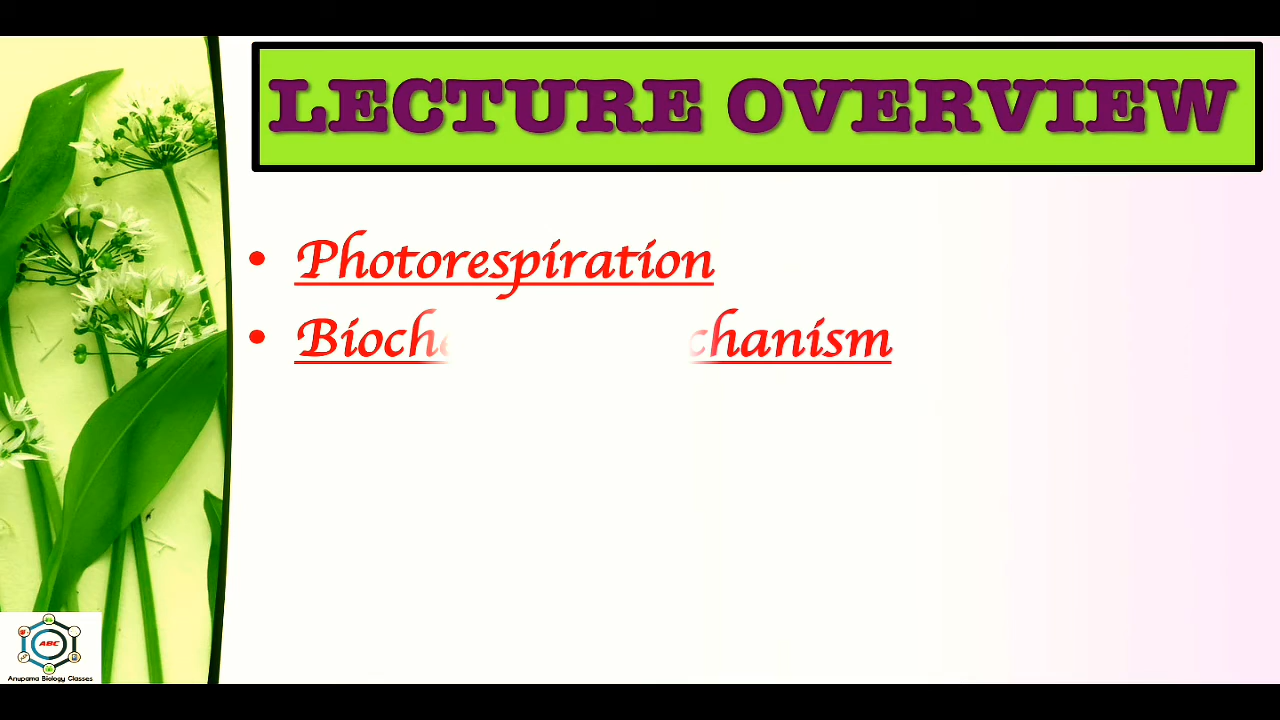 LECTURE OVERVIEW
• Photorespiration
• Bioche chanism
ABC
Anupama Biology Classes